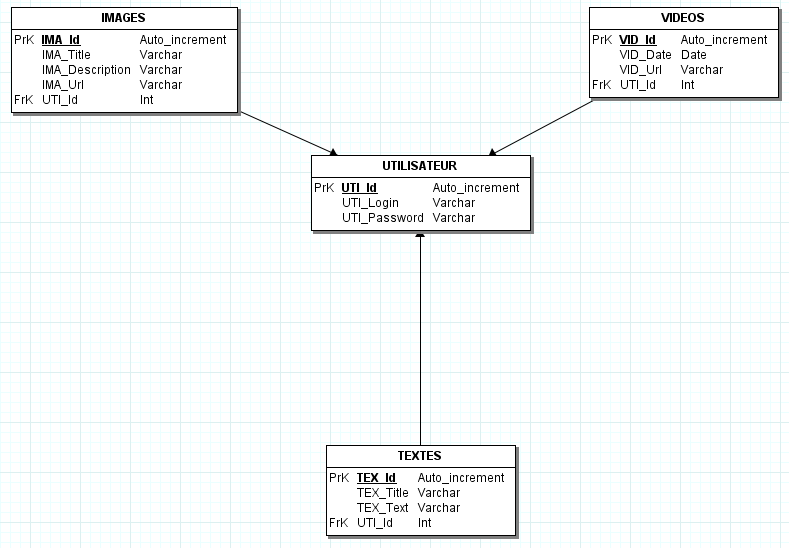 IMAGES
PrK IMA_Id Auto_increment
IMA_Title Varchar
IMA_Description Varchar
IMA_Url Varchar
FrK UTI_Id Int
VIDEOS
PrK VID_Id Auto_increment
VID_Date Date
VID_Url Varchar
FrK UTI_Id Int
UTILISATEUR
PrK UTI_Id Auto_increment
UTI_Login Varchar
UTI_Password Varchar
TEXTES
PrK TEX_Id Auto_increment
TEX_Title Varchar
TEX_Text Varchar
FrK UTI_Id Int